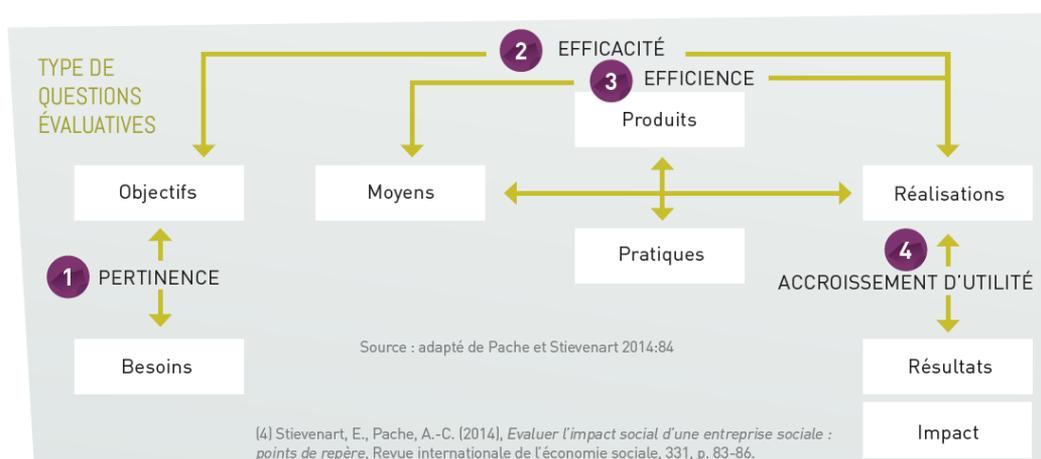 TYPE DE
QUESTIONS
ÉVALUATIVES
2 EFFICACITÉ
3 EFFICIENCE
Produits
Objectifs
Moyens
Réalisations
Pratiques
1 PERTINENCE
4
ACCROISSEMENT D'UTILITÉ
Source : adapté de Pache et Stievenart 2014:84
Besoins
Résultats
Impact
(4) Stievenart, E., Pache, A.-C. (2014), Evaluer l'impact social d'une entreprise sociale :
points de repère, Revue internationale de l'économie sociale, 331, p. 83-86.